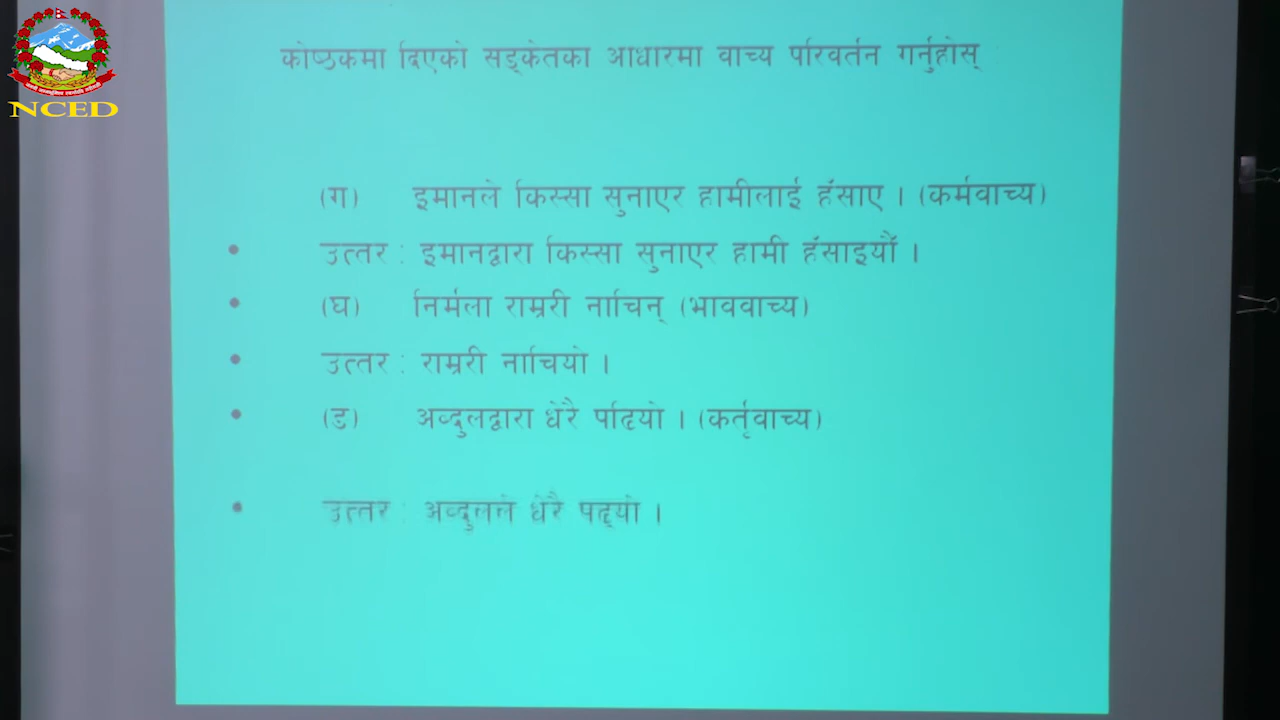 NCED
कोष्ठकमा दिएको सङ्केतका आधारमा वाच्य परिवर्तन गर्नुहोस्
(ग) इमानले किस्सा सुनाएर हामीलाई हँसाए । (कर्मवाच्य)
• उत्तर : इमानद्वारा किस्सा सुनाएर हामी हँसाइयौँ ।
• (घ) निर्मला राम्ररी नाचिन् (भाववाच्य)
• उत्तर : राम्ररी नाचियो ।
• (ङ) अब्दुलद्वारा धेरै पढियो । (कर्तृवाच्य)
• उत्तर : अब्दुलले धेरै पढ्यो ।